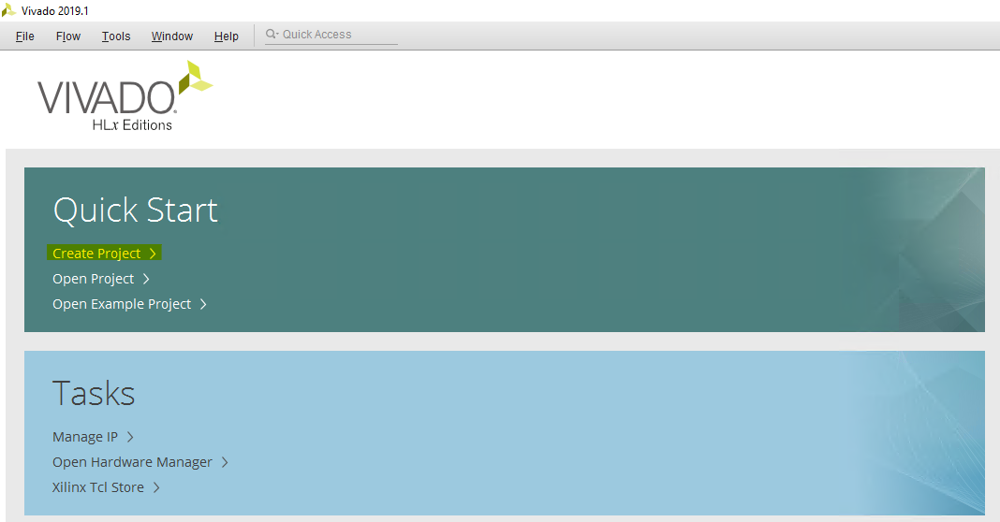 Vivado 2019.1
File Flow Tools Window Help Quick Access
VIVADO
HLx Editions
Quick Start
Create Project
Open Project
Open Example Project
Tasks
Manage IP
Open Hardware Manager
Xilinx Tcl Store